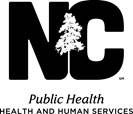 NC
Public Health
HEALTH AND HUMAN SERVICES